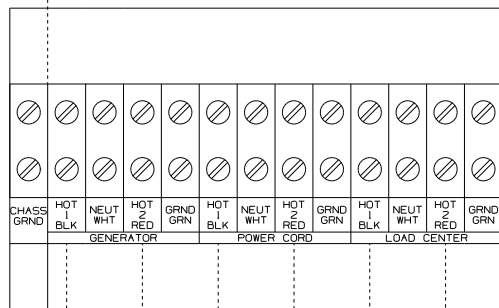 CHASS GRND
HOT 1 BLK
NEUT WHT
HOT 2 RED
GRND GRN
HOT 1 BLK
NEUT WHT
HOT 2 RED
GRND GRN
HOT 1 BLK
NEUT WHT
HOT 2 RED
GRND GRN
GENERATOR
POWER CORD
LOAD CENTER